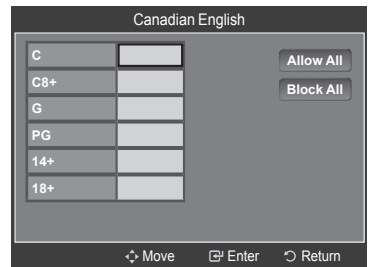 Canadian English
C
Allow All
C8+
Block All
G
PG
14+
18+
Move Enter Return